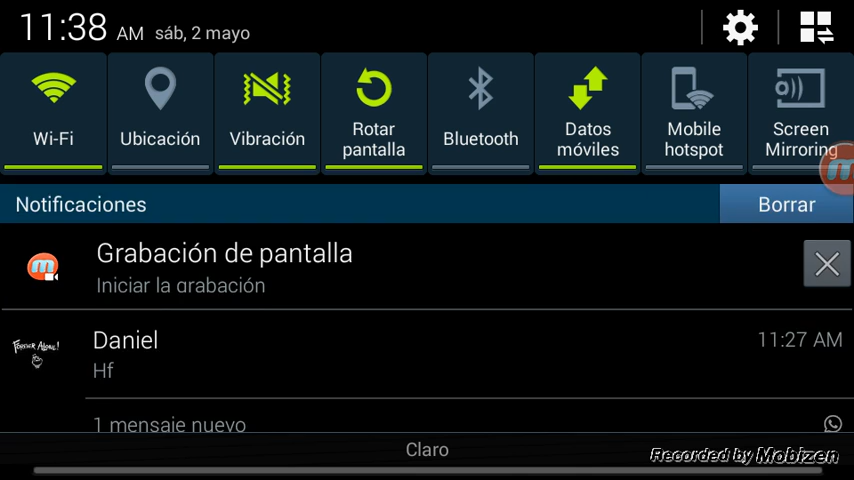 11:38 AM sáb, 2 mayo
Wi-Fi
Ubicación
Vibración
Rotar
pantalla
Bluetooth
Datos
móviles
Mobile
hotspot
Screen
Mirroring
Notificaciones
Borrar
m
Grabación de pantalla
Iniciar la grabación
Forever Alone!
Daniel
11:27 AM
Hf
1 mensaje nuevo
Claro
Recorded by Mobizen